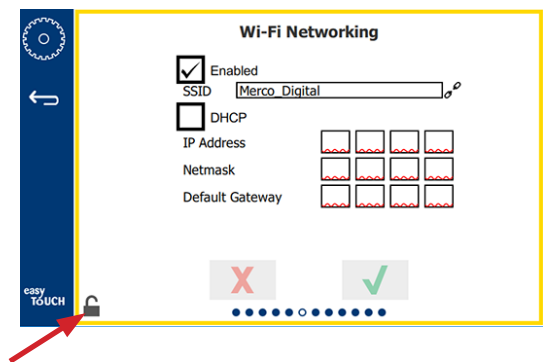 Wi-Fi Networking
Enabled
SSID Merco_Digital
DHCP
IP Address
Netmask
Default Gateway
easy
TOUCH